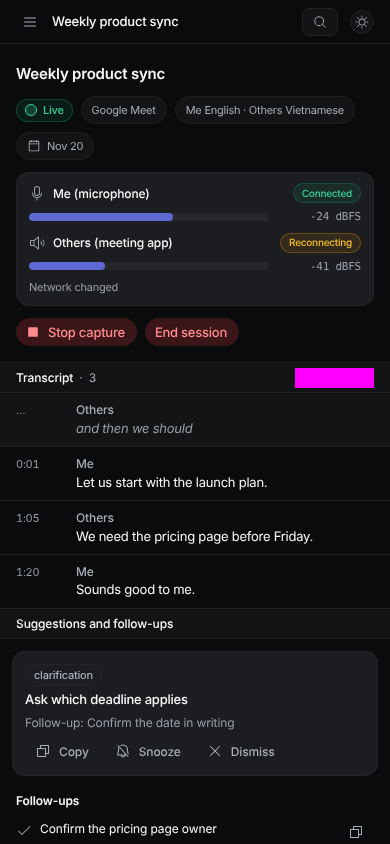 Weekly product sync
Weekly product sync
Live
Google Meet
Me English · Others Vietnamese
Nov 20
Me (microphone)
Connected
-24 dBFS
Others (meeting app)
Reconnecting
-41 dBFS
Network changed
Stop capture
End session
Transcript · 3
...
Others
and then we should
0:01
Me
Let us start with the launch plan.
1:05
Others
We need the pricing page before Friday.
1:20
Me
Sounds good to me.
Suggestions and follow-ups
clarification
Ask which deadline applies
Follow-up: Confirm the date in writing
Copy
Snooze
Dismiss
Follow-ups
Confirm the pricing page owner